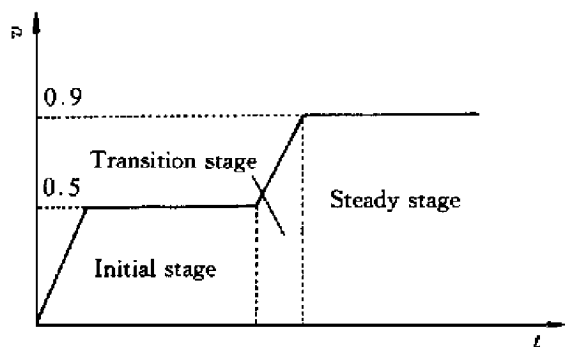 v
0.9
Transition stage
0.5
Steady stage
Initial stage
t